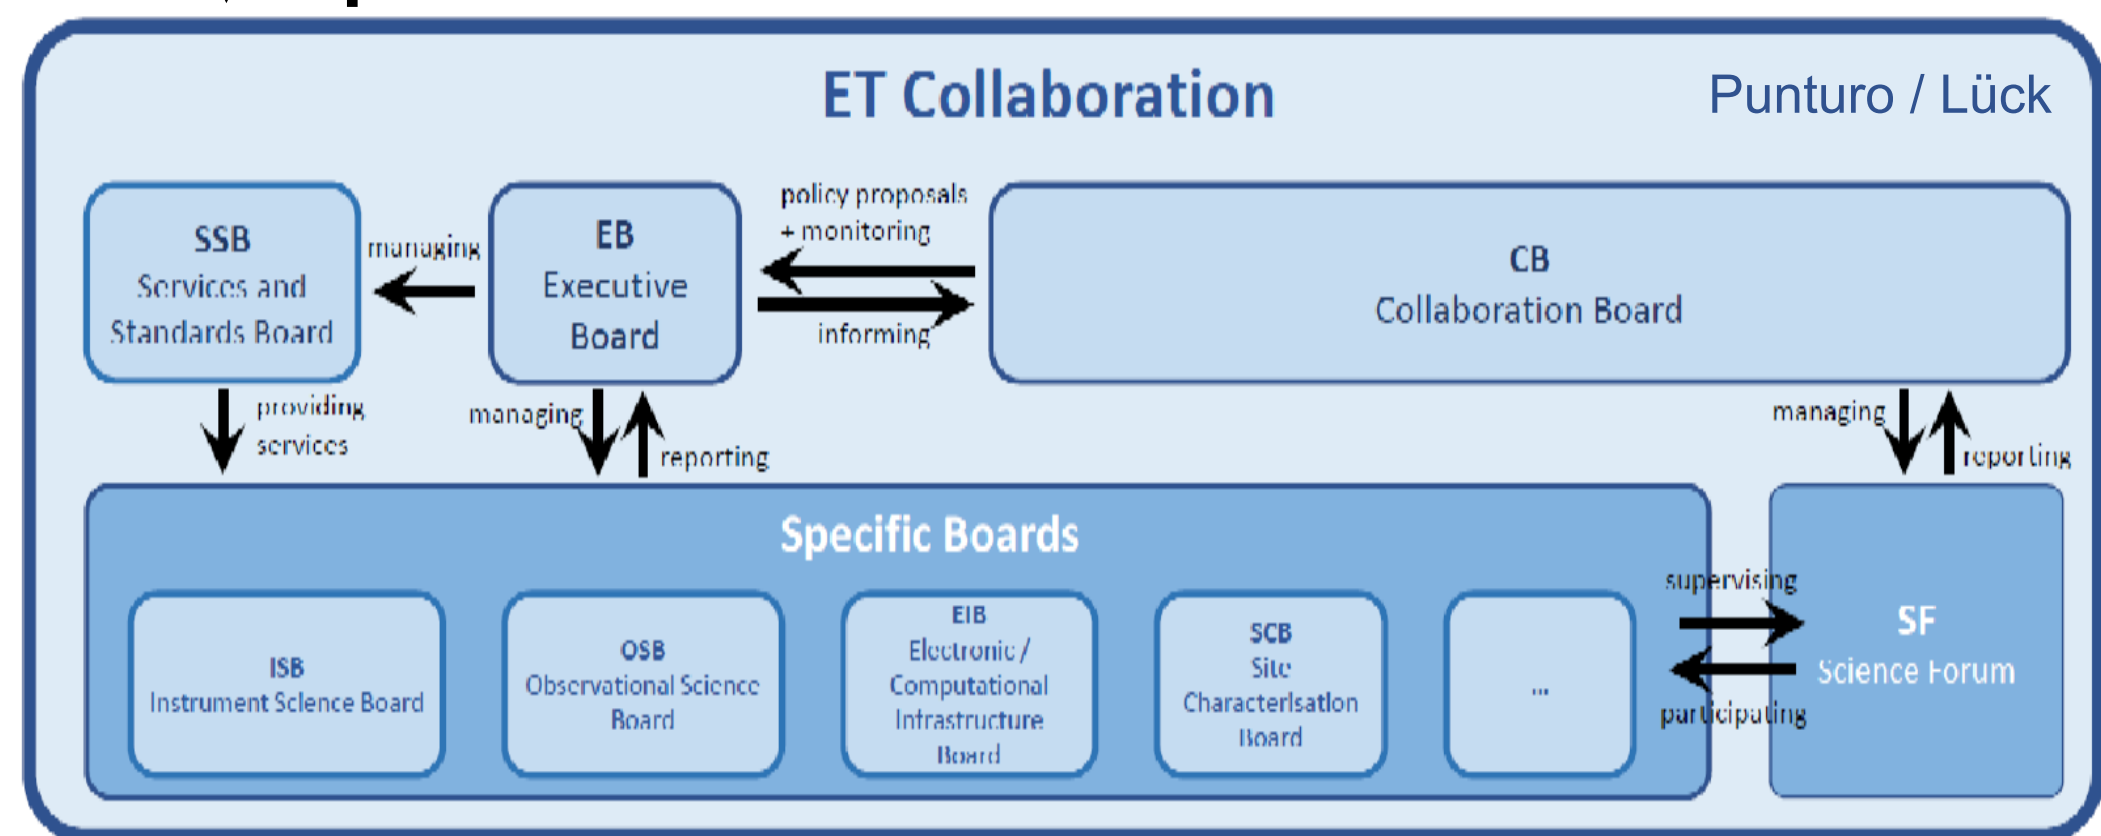 ET Collaboration
Punturo / Lück
SSB
Services and
Standards Board
managing
EB
Executive
Board
policy proposals
+ monitoring
informing
CB
Collaboration Board
providing
services
managing
reporting
managing
reporting
Specific Boards
ISB
Instrument Science Board
OSB
Observational Science
Board
EIB
Electronic /
Computational
Infrastructure
Board
SCB
Site
Characterisation
Board
...
supervising
participating
SF
Science Forum